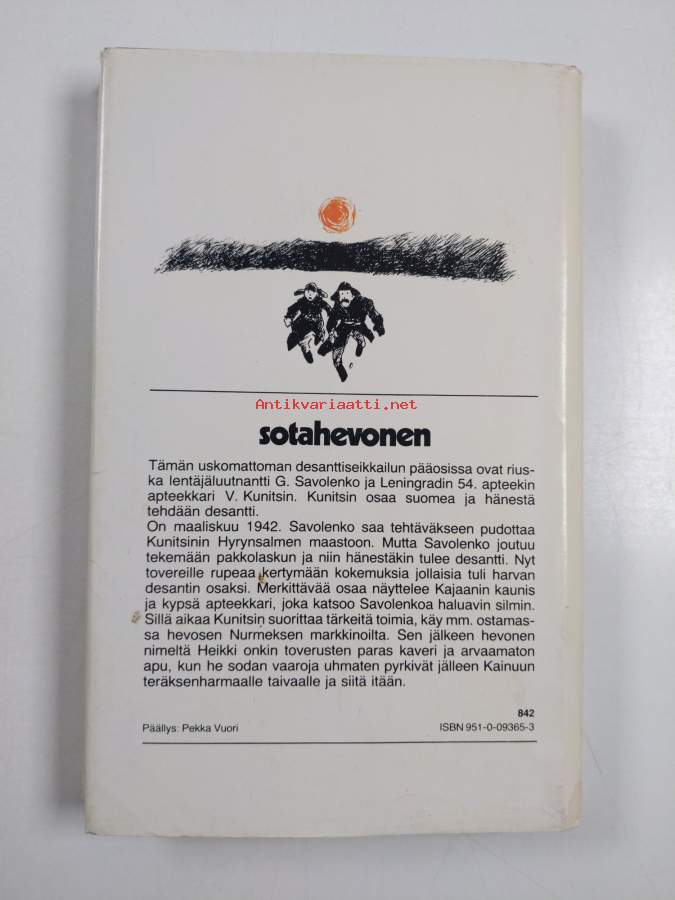 Antikvariaatti.net
sotahevonen
Tämän uskomattoman desanttiseikkailun pääosissa ovat rius-
ka lentäjäluutnantti G. Savolenko ja Leningradin 54. apteekin
apteekkari V. Kunitsin. Kunitsin osaa suomea ja hänestä
tehdään desantti.
On maaliskuu 1942. Savolenko saa tehtäväkseen pudottaa
Kunitsinin Hyrynsalmen maastoon. Mutta Savolenko joutuu
tekemään pakkolaskun ja niin hänestäkin tulee desantti. Nyt
tovereille rupeaa kertymään kokemuksia jollaisia tuli harvan
desantin osaksi. Merkittävää osaa näyttelee Kajaanin kaunis
ja kypsä apteekkari, joka katsoo Savolenkoa haluavin silmin.
Sillä aikaa Kunitsin suorittaa tärkeitä toimia, käy mm. ostamas-
sa hevosen Nurmeksen markkinoilta. Sen jälkeen hevonen
nimeltä Heikki onkin toverusten paras kaveri ja arvaamaton
apu, kun he sodan vaaroja uhmaten pyrkivät jälleen Kainuun
teräksenharmaalle taivaalle ja siitä itään.
842
Päällys: Pekka Vuori ISBN 951-0-09365-3